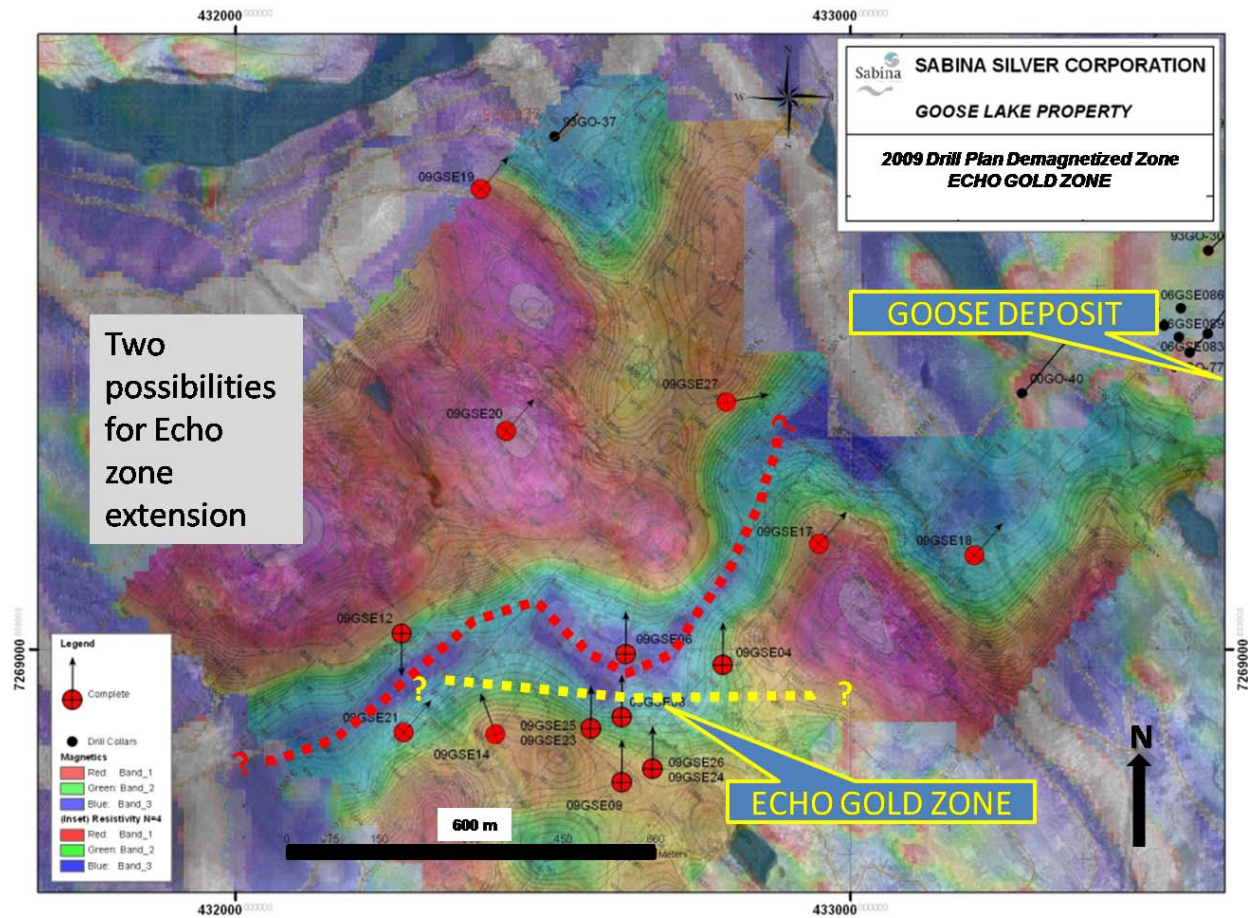 432000
433000
Sabina
SABINA SILVER CORPORATION
GOOSE LAKE PROPERTY
2009 Drill Plan Demagnetized Zone
ECHO GOLD ZONE
N
W
S
93GO-37
09GSE19
93GO-30
06GSE086
GOOSE DEPOSIT
06GSE083
00GO-40
Two
possibilities
for Echo
zone
extension
09GSE27
09GSE20
?
09GSE17
09GSE18
09GSE12
09GSE06
09GSE04
7269000
7269000
?
?
?
09GSE21
09GSE14
09GSE25
09GSE23
09GSE26
09GSE24
09GSE09
ECHO GOLD ZONE
N
Legend
Complete
Drill Collars
Magnetics
Red: Band_1
Green: Band_2
Blue: Band_3
(Inset) Resistivity N=4
Red: Band_1
Green: Band_2
Blue: Band_3
600 m
0
150
450
Meters
432000
433000